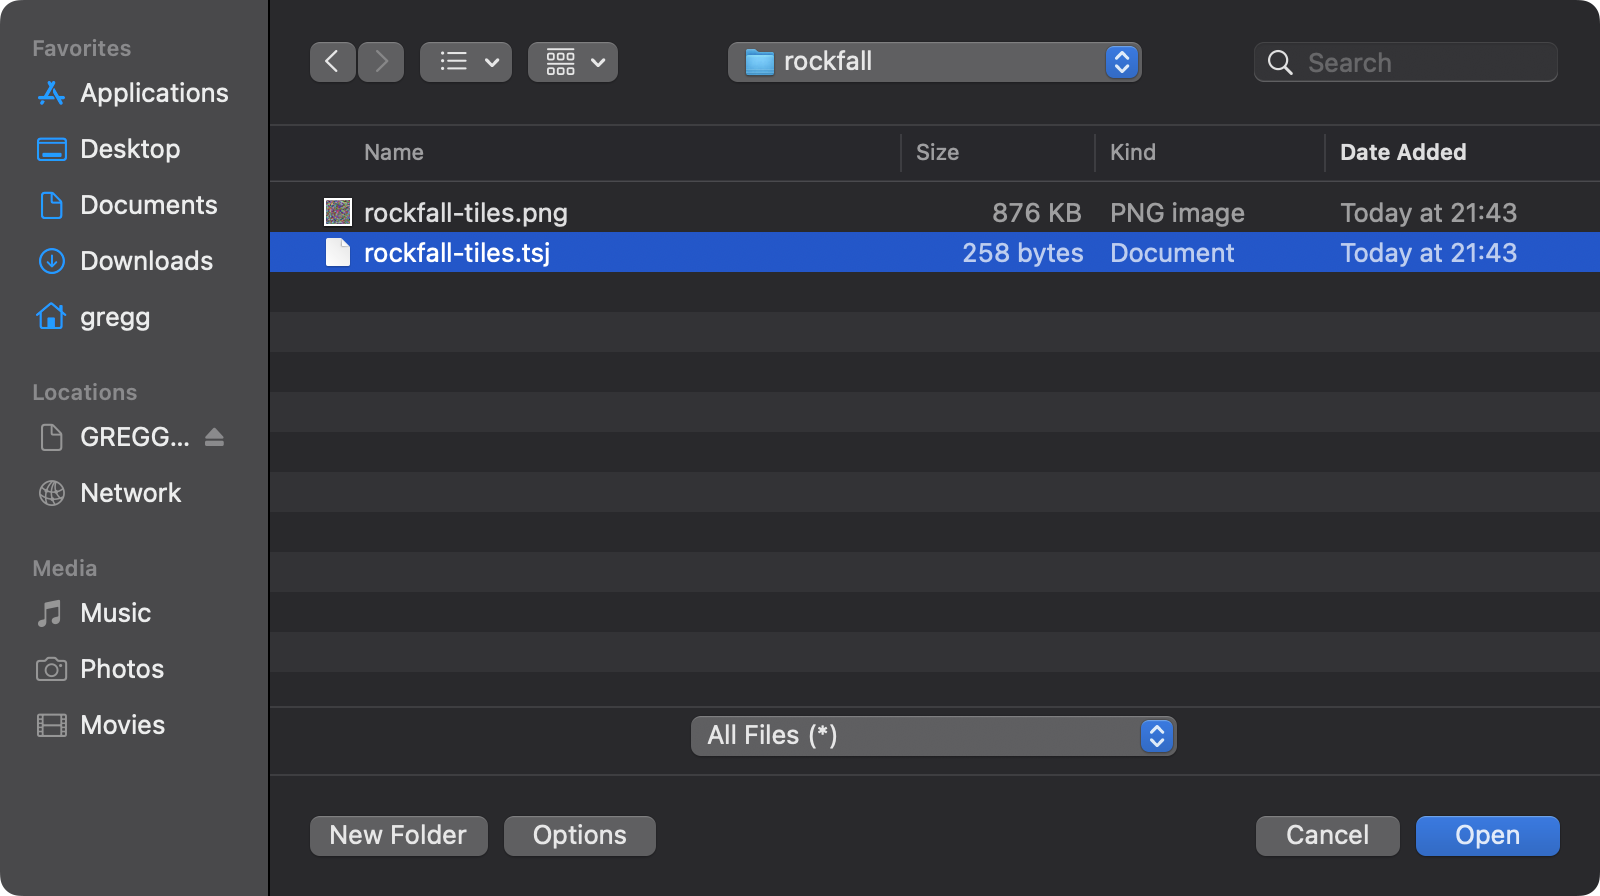 Favorites
Applications
Desktop
Documents
Downloads
gregg
Locations
GREGG...
Network
Media
Music
Photos
Movies
rockfall
Search
Name Size Kind Date Added
rockfall-tiles.png 876 KB PNG image Today at 21:43
rockfall-tiles.tsj 258 bytes Document Today at 21:43
All Files (*)
New Folder Options Cancel Open